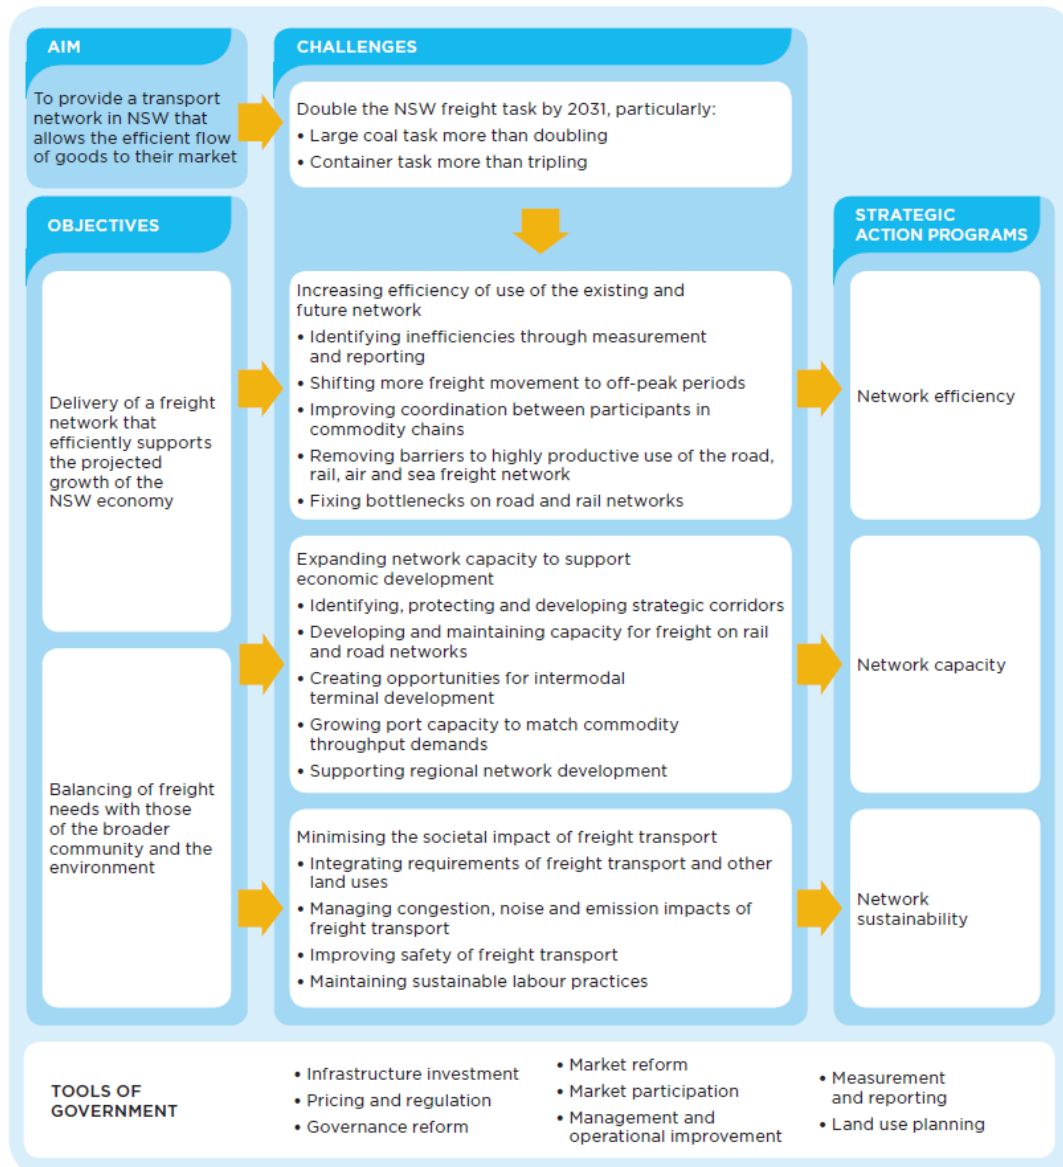 AIM
To provide a transport
network in NSW that
allows the efficient flow
of goods to their market
CHALLENGES
Double the NSW freight task by 2031, particularly:
• Large coal task more than doubling
• Container task more than tripling
OBJECTIVES
Delivery of a freight
network that
efficiently supports
the projected
growth of the
NSW economy
Balancing of freight
needs with those
of the broader
community and the
environment
Increasing efficiency of use of the existing and
future network
• Identifying inefficiencies through measurement
and reporting
• Shifting more freight movement to off-peak periods
• Improving coordination between participants in
commodity chains
• Removing barriers to highly productive use of the road,
rail, air and sea freight network
• Fixing bottlenecks on road and rail networks
Expanding network capacity to support
economic development
• Identifying, protecting and developing strategic corridors
• Developing and maintaining capacity for freight on rail
and road networks
• Creating opportunities for intermodal
terminal development
• Growing port capacity to match commodity
throughput demands
• Supporting regional network development
Minimising the societal impact of freight transport
• Integrating requirements of freight transport and other
land uses
• Managing congestion, noise and emission impacts of
freight transport
• Improving safety of freight transport
• Maintaining sustainable labour practices
STRATEGIC
ACTION PROGRAMS
Network efficiency
Network capacity
Network
sustainability
TOOLS OF
GOVERNMENT
• Infrastructure investment
• Pricing and regulation
• Governance reform
• Market reform
• Market participation
• Management and
operational improvement
• Measurement
and reporting
• Land use planning